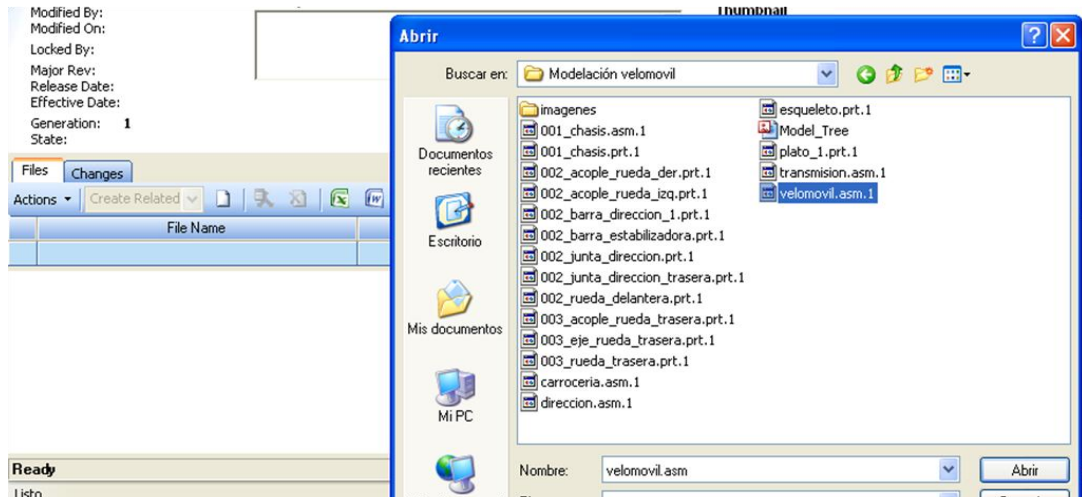 Modified By:
Thumbnail
Modified On:
Locked By:
Major Rev:
Release Date:
Effective Date:
Generation: 1
State:
Files Changes
Actions Create Related
File Name
Ready
Listo
Abrir
Buscar en: Modelación velomovil
Documentos recientes
Escritorio
Mis documentos
Mi PC
imagenes
001_chasis.asm.1
001_chasis.prt.1
002_acople_rueda_der.prt.1
002_acople_rueda_izq.prt.1
002_barra_direccion_1.prt.1
002_barra_estabilizadora.prt.1
002_junta_direccion.prt.1
002_junta_direccion_trasera.prt.1
002_rueda_delantera.prt.1
003_acople_rueda_trasera.prt.1
003_eje_rueda_trasera.prt.1
003_rueda_trasera.prt.1
carroceria.asm.1
direccion.asm.1
esqueleto.prt.1
Model_Tree
plato_1.prt.1
transmision.asm.1
velomovil.asm.1
Nombre: velomovil.asm Abrir